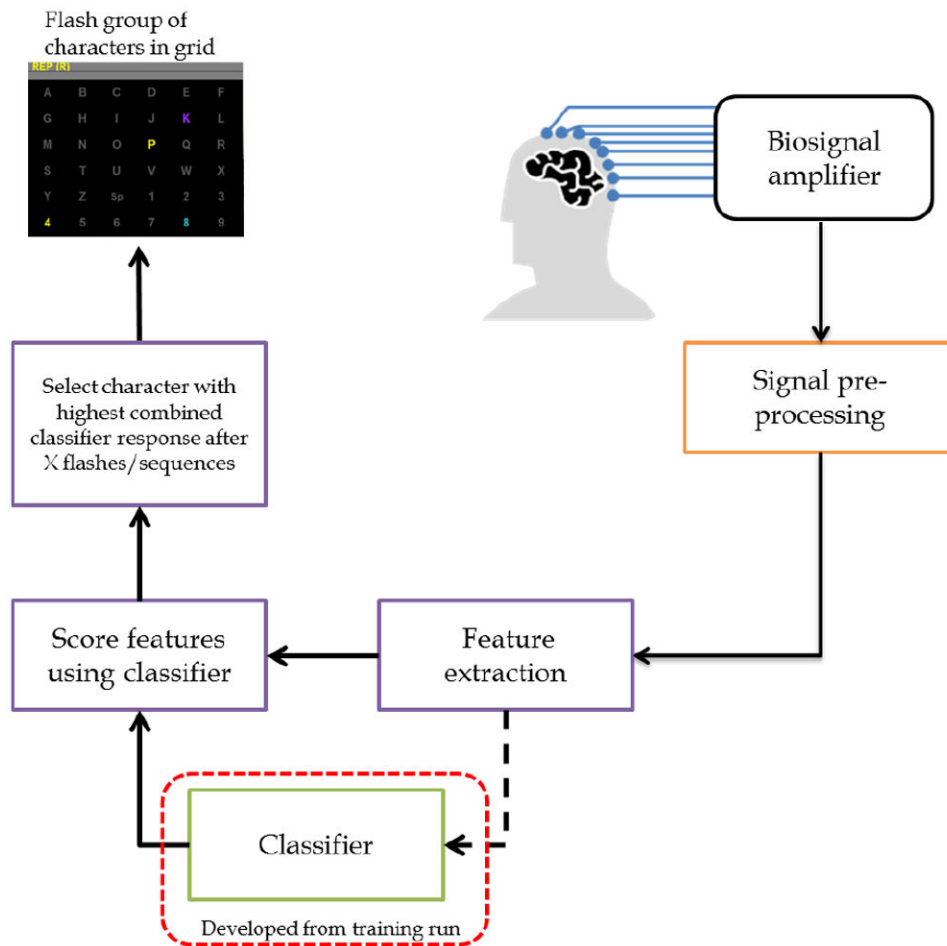 Flash group of
characters in grid
REP (R)
A B C D E F
G H I J K L
M N O P Q R
S T U V W X
Y Z Sp 1 2 3
4 5 6 7 8 9
Biosignal
amplifier
Signal pre-
processing
Select character with
highest combined
classifier response after
X flashes/sequences
Score features
using classifier
Feature
extraction
Classifier
Developed from training run